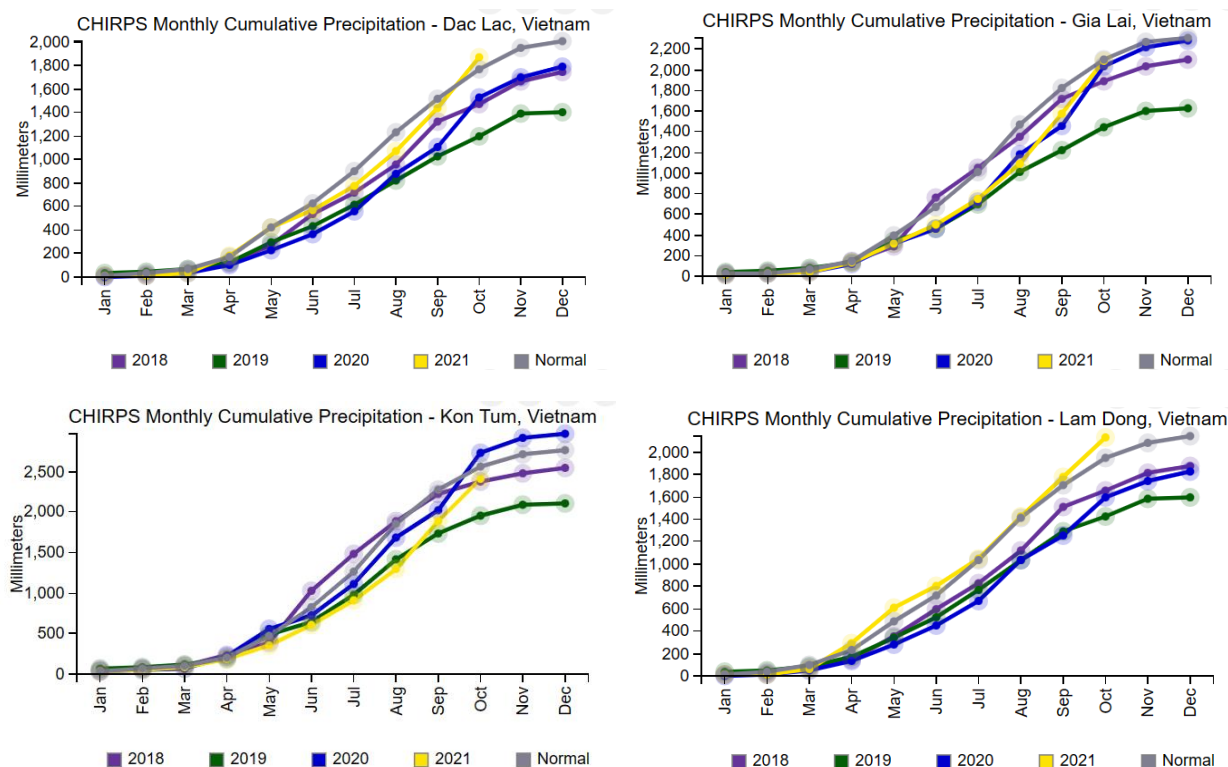 CHIRPS Monthly Cumulative Precipitation - Dac Lac, Vietnam
2,000
1,800
1,600
1,400
1,200
1,000
800
600
400
200
0
Millimeters
Jan
Feb
Mar
Apr
May
Jun
Jul
Aug
Sep
Oct
Nov
Dec
2018 2019 2020 2021 Normal
CHIRPS Monthly Cumulative Precipitation - Gia Lai, Vietnam
2,200
2,000
1,800
1,600
1,400
1,200
1,000
800
600
400
200
0
Millimeters
Jan
Feb
Mar
Apr
May
Jun
Jul
Aug
Sep
Oct
Nov
Dec
2018 2019 2020 2021 Normal
CHIRPS Monthly Cumulative Precipitation - Kon Tum, Vietnam
2,500
2,000
1,500
1,000
500
0
Millimeters
Jan
Feb
Mar
Apr
May
Jun
Jul
Aug
Sep
Oct
Nov
Dec
2018 2019 2020 2021 Normal
CHIRPS Monthly Cumulative Precipitation - Lam Dong, Vietnam
2,000
1,800
1,600
1,400
1,200
1,000
800
600
400
200
0
Millimeters
Jan
Feb
Mar
Apr
May
Jun
Jul
Aug
Sep
Oct
Nov
Dec
2018 2019 2020 2021 Normal